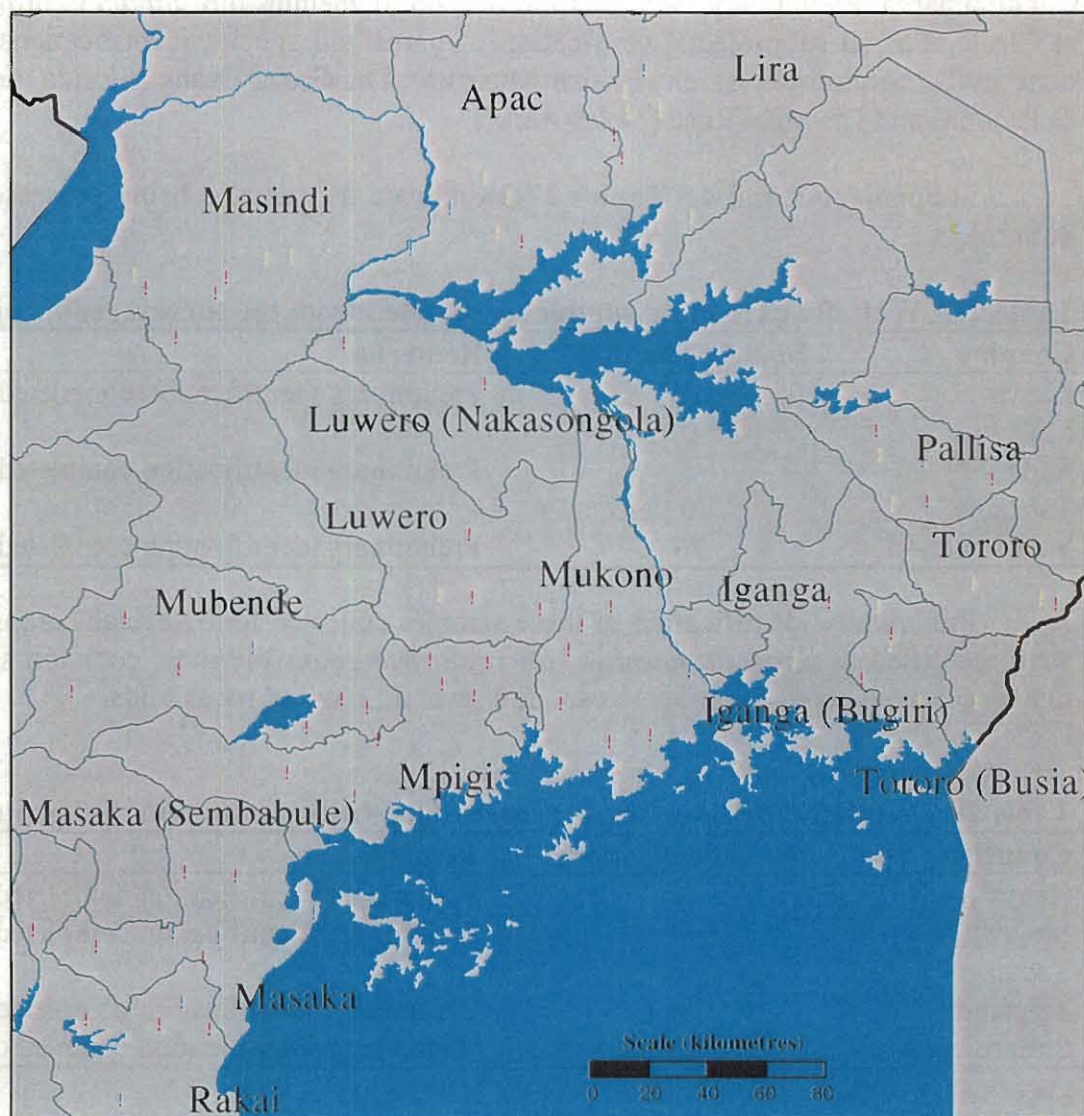 Lira
Apac
Masindi
Luwero (Nakasongola)
Pallisa
Luwero
Tororo
Mukono
Iganga
Mubende
Iganga (Bugiri)
Mpigi
Tororo (Busia)
Masaka (Sembabule)
Masaka
Scale (kilometres)
0 20 40 60 80
Rakai